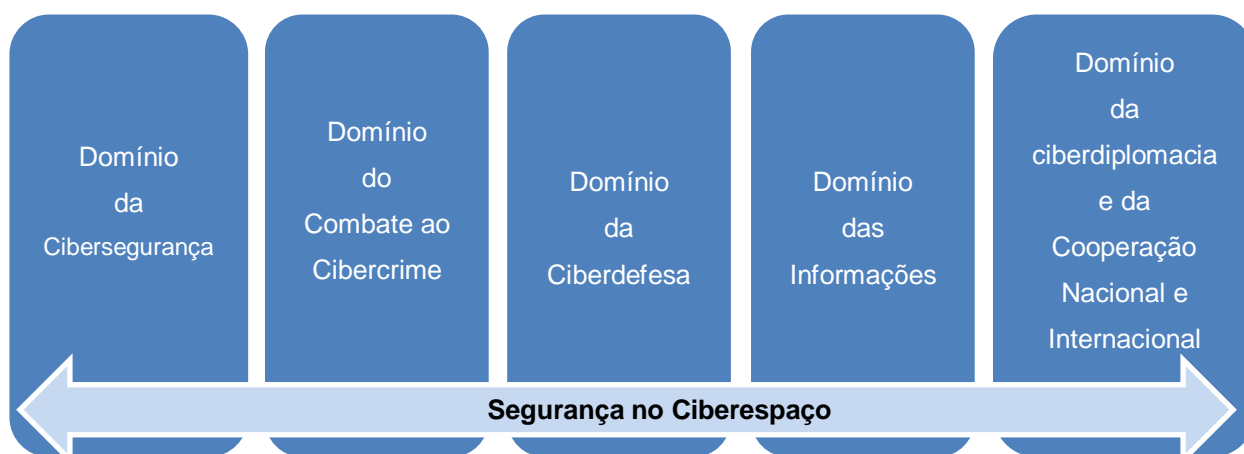 Domínio
da
Cibersegurança
Domínio
do
Combate ao
Cibercrime
Domínio
da
Ciberdefesa
Domínio
das
Informações
Domínio
da
ciberdiplomacia
e da
Cooperação
Nacional e
Internacional
Segurança no Ciberespaço